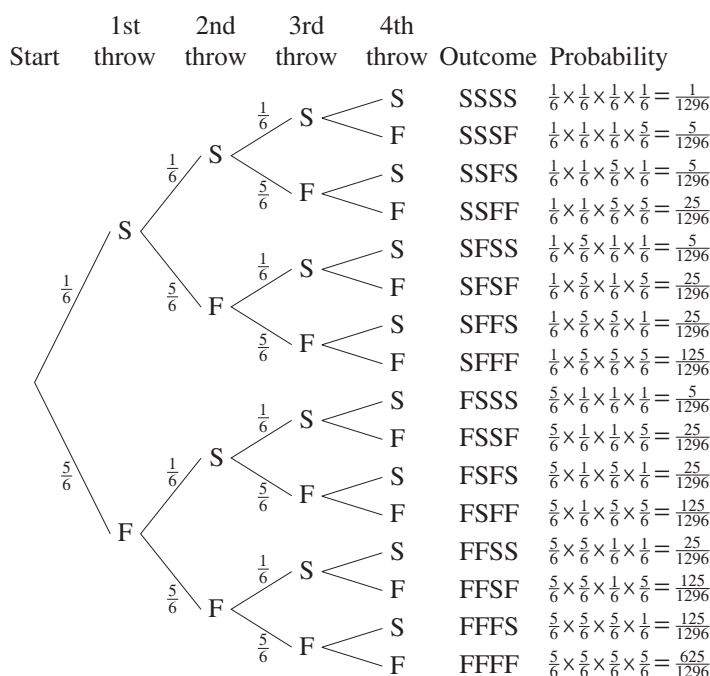 1st 2nd 3rd 4th
Start throw throw throw throw Outcome Probability
1/6 S SSSS 1/6 × 1/6 × 1/6 × 1/6 = 1/1296
S
F SSSF 1/6 × 1/6 × 1/6 × 5/6 = 5/1296
1/6 S
S SSFS 1/6 × 1/6 × 5/6 × 1/6 = 5/1296
5/6 F
F SSFF 1/6 × 1/6 × 5/6 × 5/6 = 25/1296
S
1/6 S SFSS 1/6 × 5/6 × 1/6 × 1/6 = 5/1296
1/6 5/6 S
F SFSF 1/6 × 5/6 × 1/6 × 5/6 = 25/1296
F
S SFFS 1/6 × 5/6 × 5/6 × 1/6 = 25/1296
5/6 F
F SFFF 1/6 × 5/6 × 5/6 × 5/6 = 125/1296
1/6 S FSSS 5/6 × 1/6 × 1/6 × 1/6 = 5/1296
S
F FSSF 5/6 × 1/6 × 1/6 × 5/6 = 25/1296
5/6 1/6 S
S FSFS 5/6 × 1/6 × 5/6 × 1/6 = 25/1296
5/6 F
F FSFF 5/6 × 1/6 × 5/6 × 5/6 = 125/1296
F
1/6 S FFSS 5/6 × 5/6 × 1/6 × 1/6 = 25/1296
5/6 S
F FFSF 5/6 × 5/6 × 1/6 × 5/6 = 125/1296
F
S FFFS 5/6 × 5/6 × 5/6 × 1/6 = 125/1296
5/6 F
F FFFF 5/6 × 5/6 × 5/6 × 5/6 = 625/1296